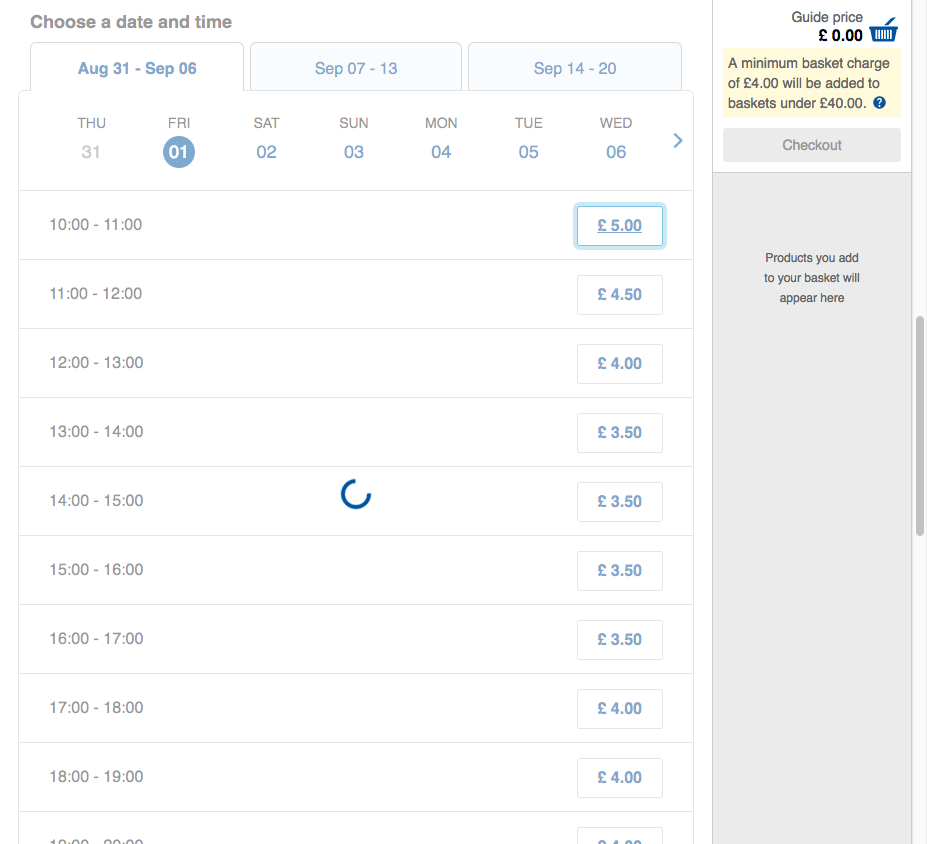 Choose a date and time
Aug 31 - Sep 06
Sep 07 - 13
Sep 14 - 20
THU FRI SAT SUN MON TUE WED
31 01 02 03 04 05 06
10:00 - 11:00 £ 5.00
11:00 - 12:00 £ 4.50
12:00 - 13:00 £ 4.00
13:00 - 14:00 £ 3.50
14:00 - 15:00 £ 3.50
15:00 - 16:00 £ 3.50
16:00 - 17:00 £ 3.50
17:00 - 18:00 £ 4.00
18:00 - 19:00 £ 4.00
Guide price
£ 0.00
A minimum basket charge
of £4.00 will be added to
baskets under £40.00. ?
Checkout
Products you add
to your basket will
appear here